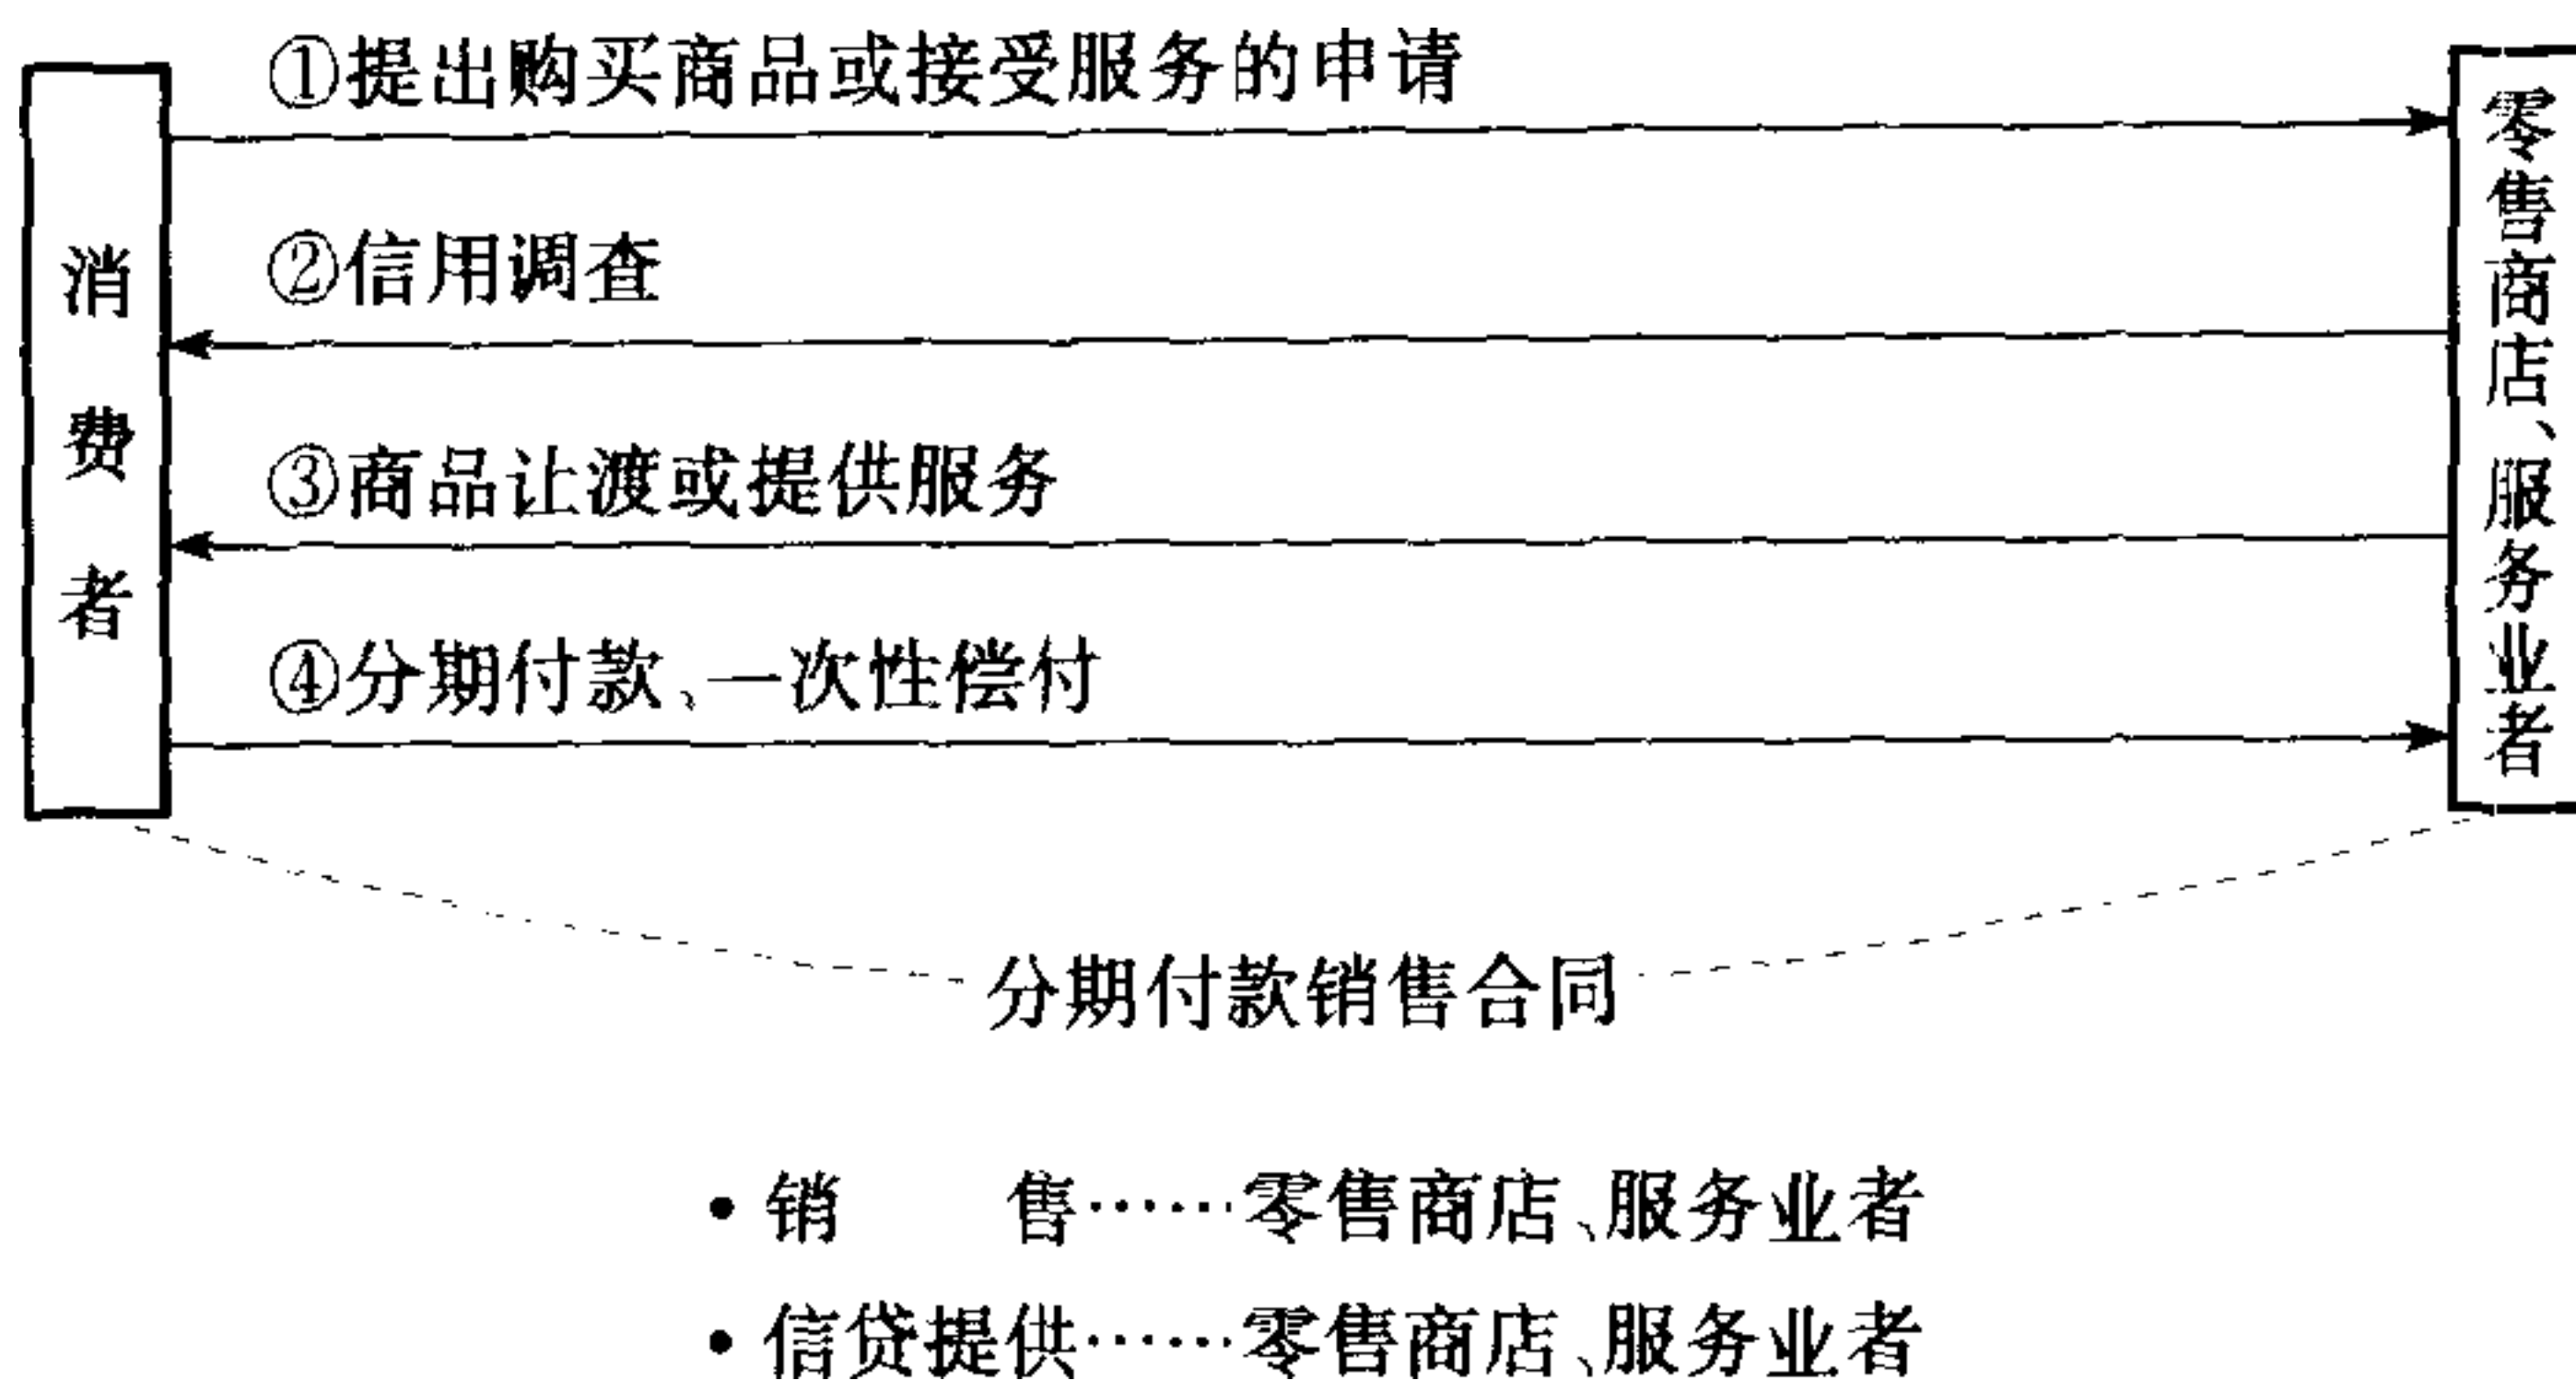 ①提出购买商品或接受服务的申请
②信用调查
③商品让渡或提供服务
④分期付款、一次性偿付
消费者
零售商店、服务业者
分期付款销售合同
•销 售……零售商店、服务业者
•信贷提供……零售商店、服务业者